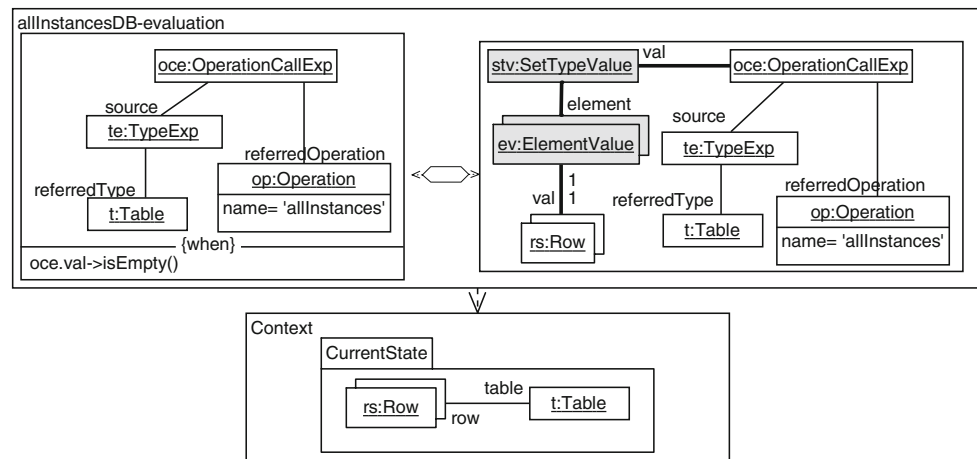 allInstancesDB-evaluation
oce:OperationCallExp
source
te:TypeExp
referredOperation
referredType
op:Operation
t:Table
name= 'allInstances'
{when}
oce.val->isEmpty()
val
stv:SetTypeValue
oce:OperationCallExp
element
source
ev:ElementValue
te:TypeExp
referredOperation
1
referredType
op:Operation
val
1
rs:Row
t:Table
name= 'allInstances'
Context
CurrentState
table
rs:Row
t:Table
row